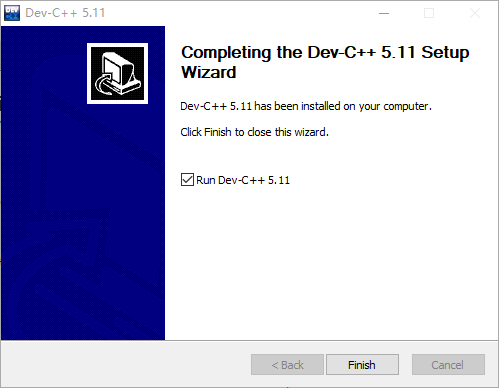 Dev-C++ 5.11
Completing the Dev-C++ 5.11 Setup
Wizard
Dev-C++ 5.11 has been installed on your computer.
Click Finish to close this wizard.
Run Dev-C++ 5.11
< Back
Finish
Cancel